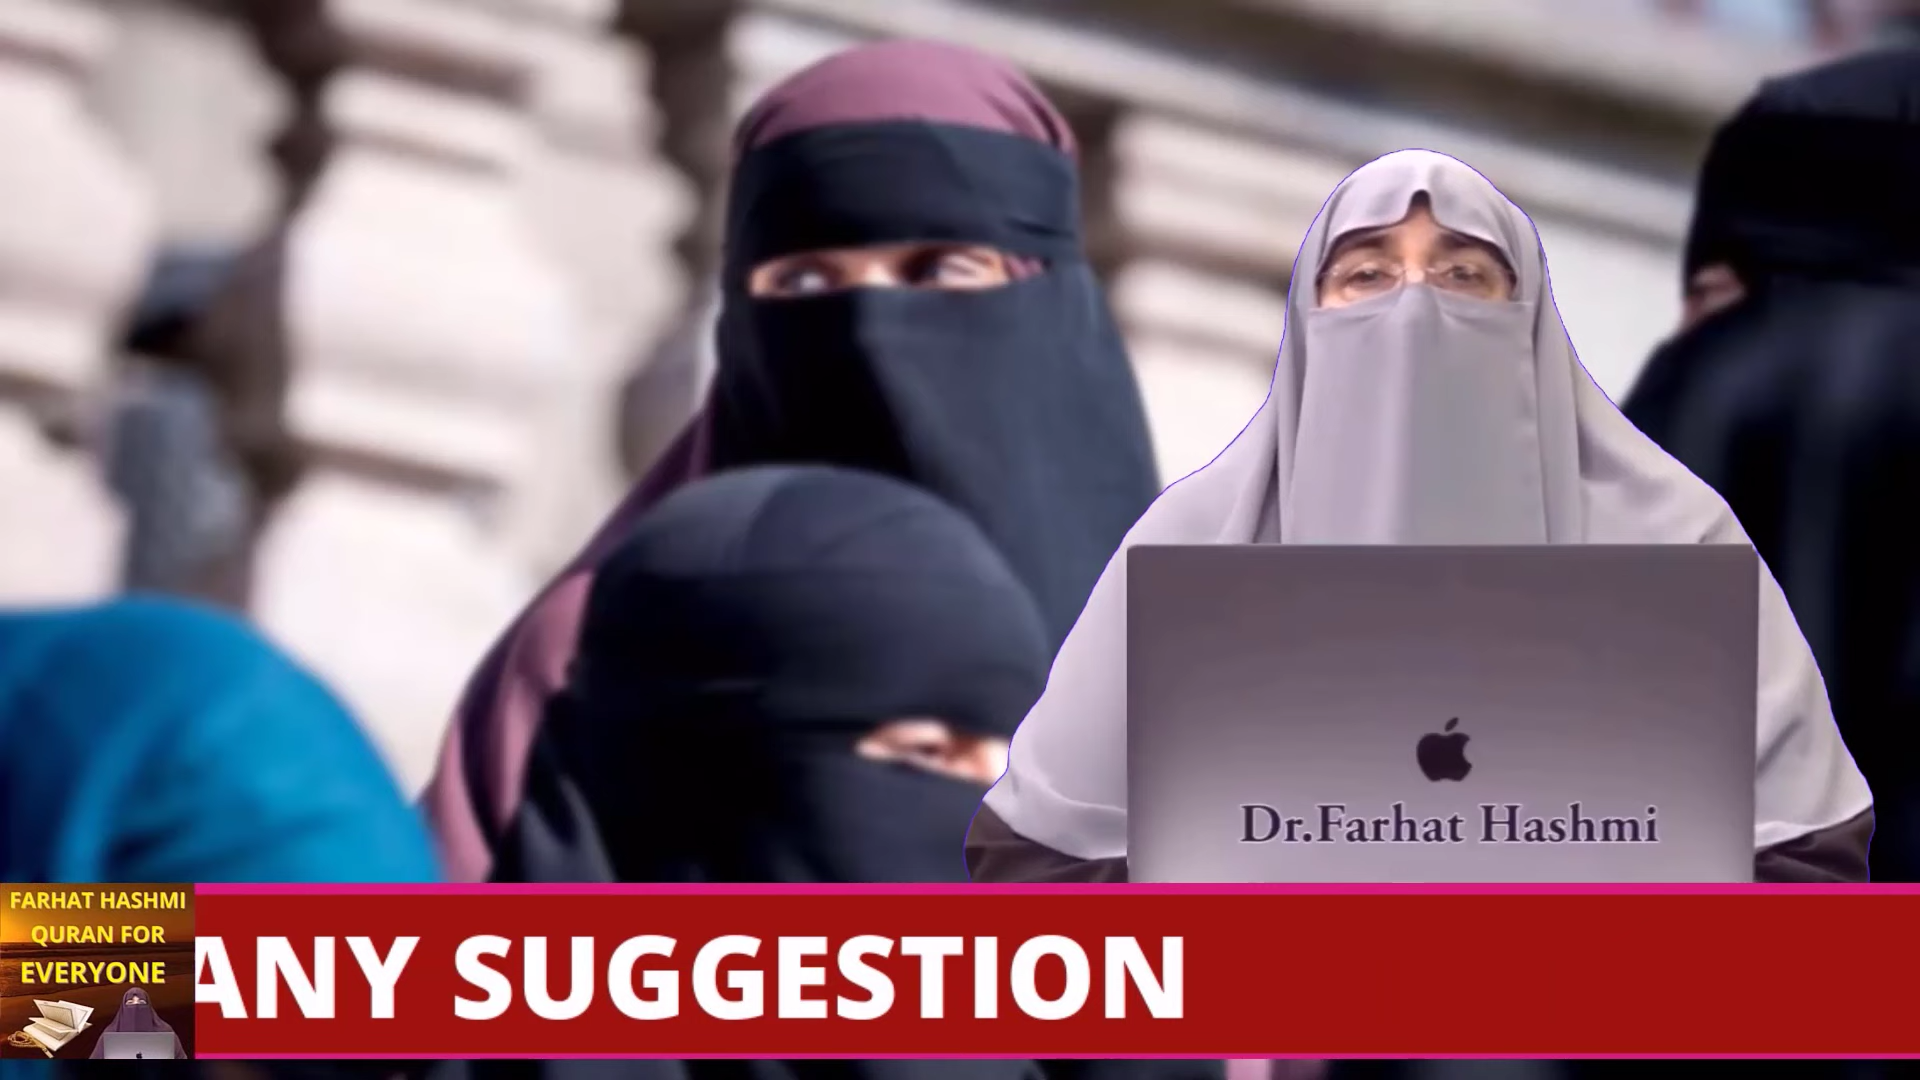 Dr.Farhat Hashmi
FARHAT HASHMI
QURAN FOR
EVERYONE
ANY SUGGESTION